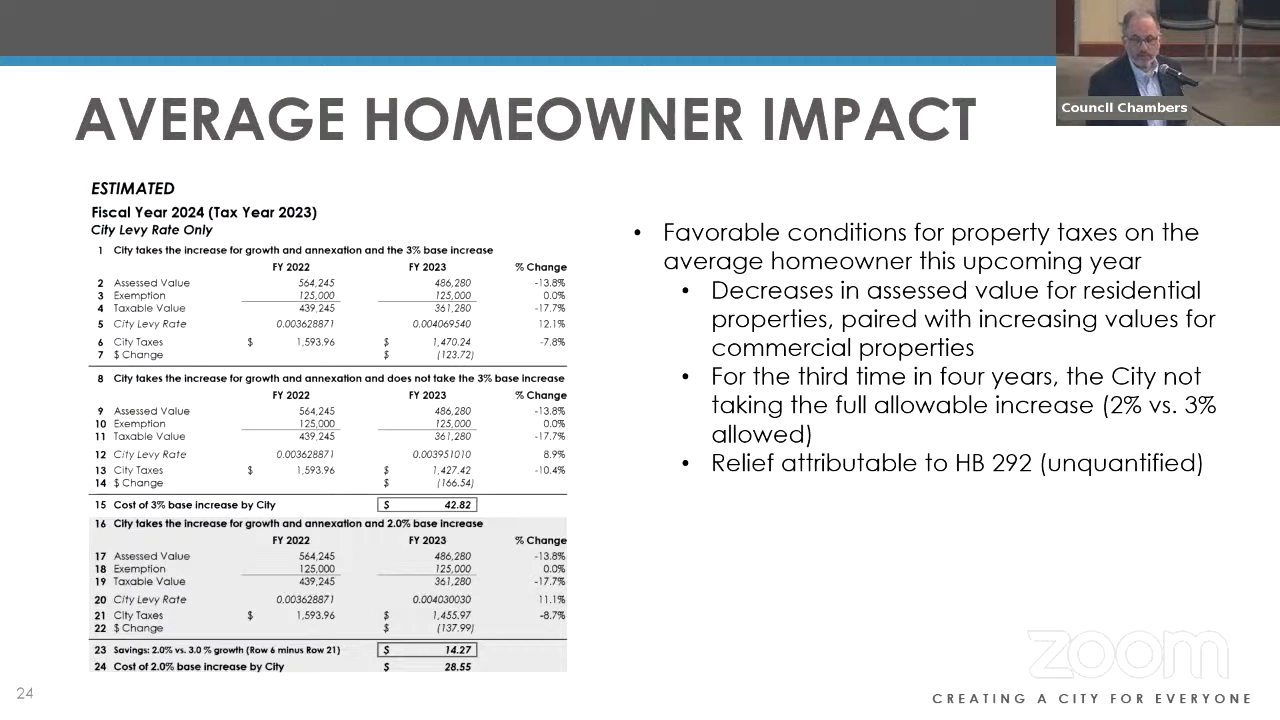 Council Chambers
AVERAGE HOMEOWNER IMPACT
ESTIMATED
Fiscal Year 2024 (Tax Year 2023)
City Levy Rate Only
1 City takes the increase for growth and annexation and the 3% base increase
FY 2022 FY 2023 % Change
2 Assessed Value 564,245 486,280 -13.8%
3 Exemption 125,000 125,000 0.0%
4 Taxable Value 439,245 361,280 -17.7%
5 City Levy Rate 0.003628871 0.004069540 12.1%
6 City Taxes $ 1,593.96 $ 1,470.24 -7.8%
7 $ Change $ (123.72)
8 City takes the increase for growth and annexation and does not take the 3% base increase
FY 2022 FY 2023 % Change
9 Assessed Value 564,245 486,280 -13.8%
10 Exemption 125,000 125,000 0.0%
11 Taxable Value 439,245 361,280 -17.7%
12 City Levy Rate 0.003628871 0.003951010 8.9%
13 City Taxes $ 1,593.96 $ 1,427.42 -10.4%
14 $ Change $ (166.54)
15 Cost of 3% base increase by City $ 42.82
16 City takes the increase for growth and annexation and 2.0% base increase
FY 2022 FY 2023 % Change
17 Assessed Value 564,245 486,280 -13.8%
18 Exemption 125,000 125,000 0.0%
19 Taxable Value 439,245 361,280 -17.7%
20 City Levy Rate 0.003628871 0.004030030 11.1%
21 City Taxes $ 1,593.96 $ 1,455.97 -8.7%
22 $ Change $ (137.99)
23 Savings: 2.0% vs. 3.0 % growth (Row 6 minus Row 21) $ 14.27
24 Cost of 2.0% base increase by City $ 28.55
• Favorable conditions for property taxes on the
average homeowner this upcoming year
• Decreases in assessed value for residential
properties, paired with increasing values for
commercial properties
• For the third time in four years, the City not
taking the full allowable increase (2% vs. 3%
allowed)
• Relief attributable to HB 292 (unquantified)
zoom
24
CREATING A CITY FOR EVERYONE